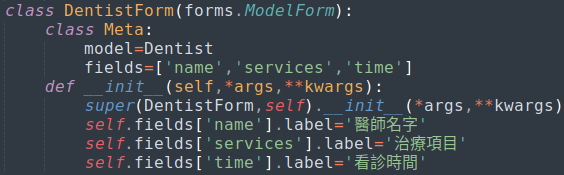 class DentistForm(forms.ModelForm):
    class Meta:
        model=Dentist
        fields=['name','services','time']
    def __init__(self,*args,**kwargs):
        super(DentistForm,self).__init__(*args,**kwargs)
        self.fields['name'].label='醫師名字'
        self.fields['services'].label='治療項目'
        self.fields['time'].label='看診時間'